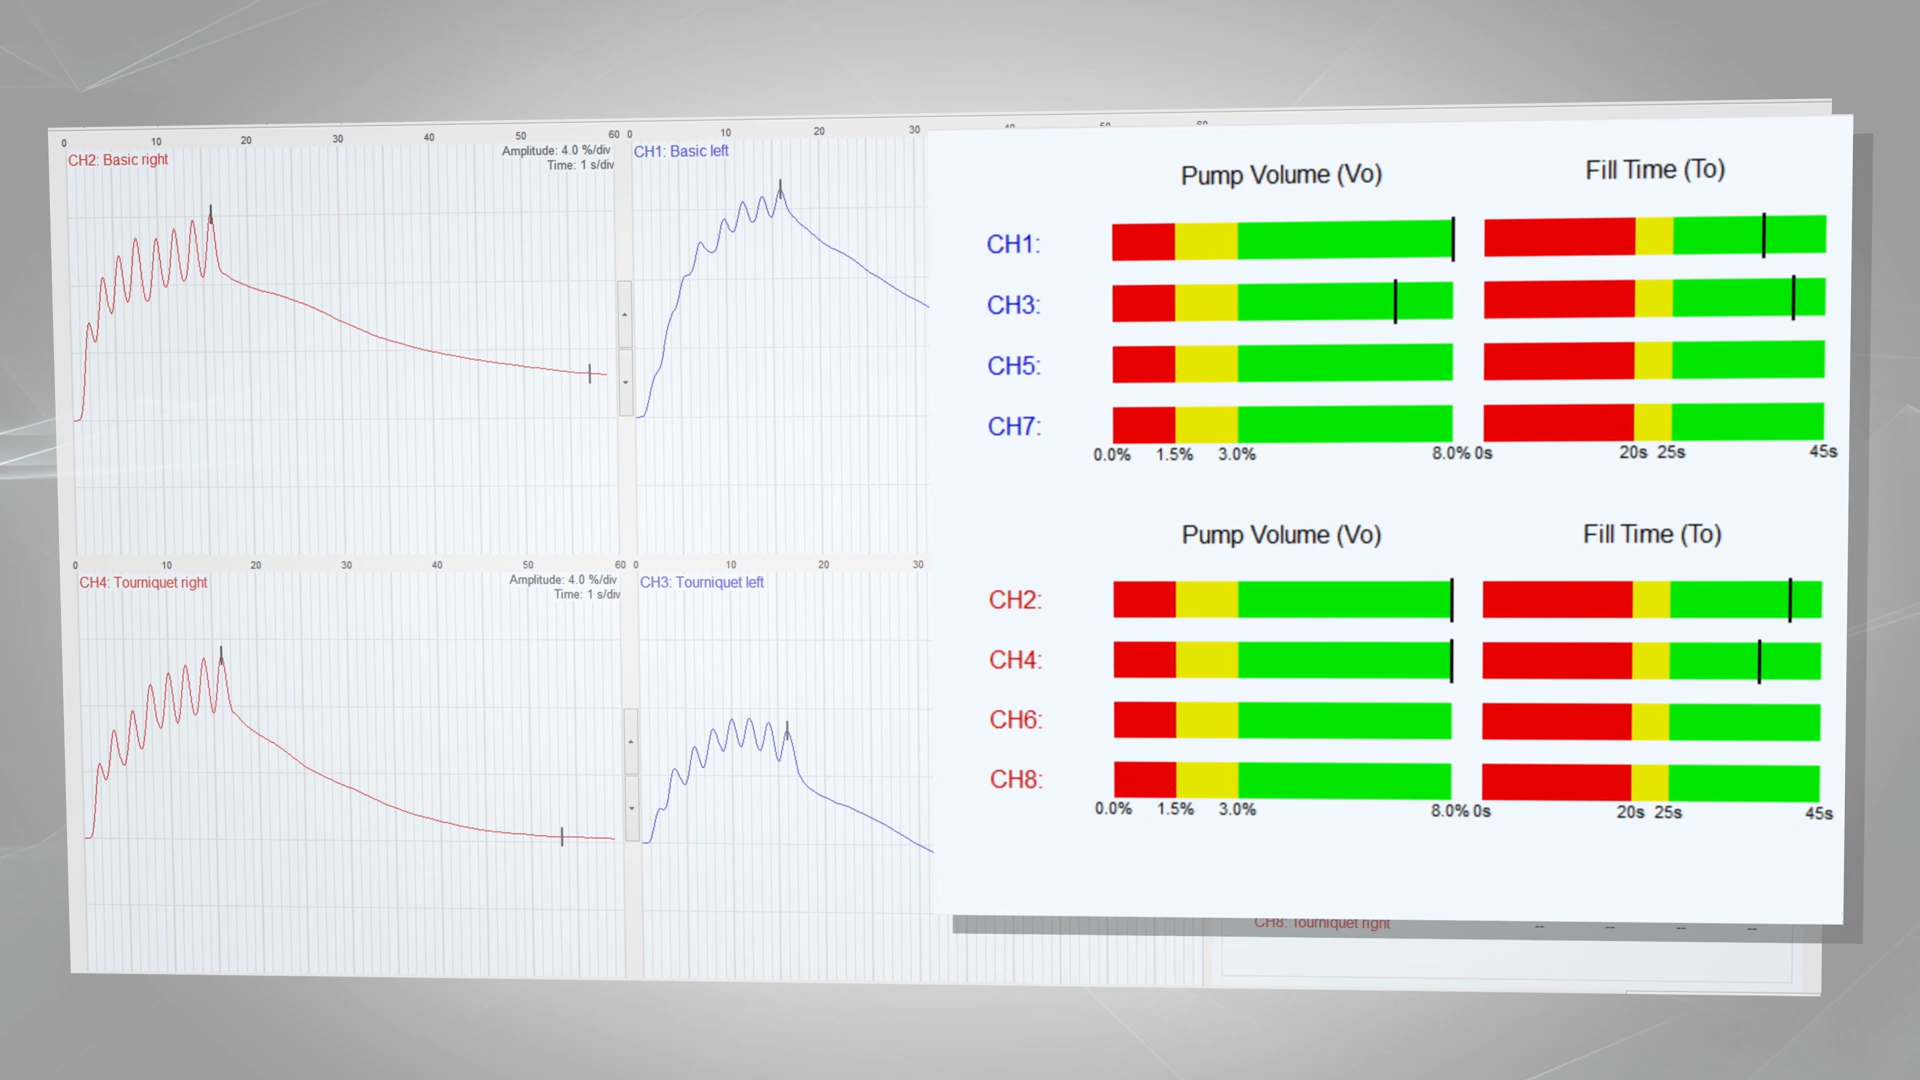 0 10 20 30 40 50 60
CH2: Basic right
Amplitude: 4.0 %/div
Time: 1 s/div
0 10 20 30
CH1: Basic left
0 10 20 30 40 50 60
CH4: Tourniquet right
Amplitude: 4.0 %/div
Time: 1 s/div
0 10 20 30
CH3: Tourniquet left
Pump Volume (Vo) Fill Time (To)
CH1:
CH3:
CH5:
CH7:
0.0% 1.5% 3.0% 8.0% 0s 20s 25s 45s
Pump Volume (Vo) Fill Time (To)
CH2:
CH4:
CH6:
CH8:
0.0% 1.5% 3.0% 8.0% 0s 20s 25s 45s
CH8: Tourniquet right -- -- -- --